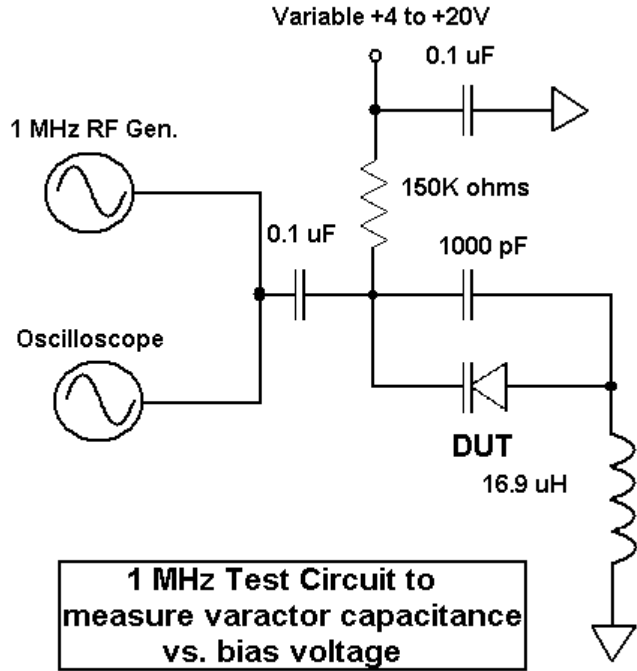 Variable +4 to +20V
0.1 uF
1 MHz RF Gen.
150K ohms
0.1 uF
1000 pF
Oscilloscope
DUT
16.9 uH
1 MHz Test Circuit to
measure varactor capacitance
vs. bias voltage